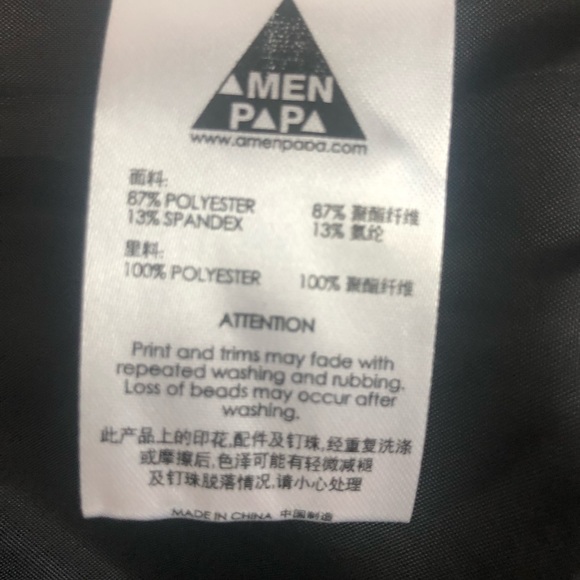 AMEN
PAPA
www.amenpapa.com
面料:
87% POLYESTER 87% 聚酯纤维
13% SPANDEX 13% 氨纶
里料:
100% POLYESTER 100% 聚酯纤维
ATTENTION
Print and trims may fade with
repeated washing and rubbing.
Loss of beads may occur after
washing.
此产品上的印花,配件及钉珠,经重复洗涤
或摩擦后,色泽可能有轻微减褪
及钉珠脱落情况,请小心处理
MADE IN CHINA 中国制造